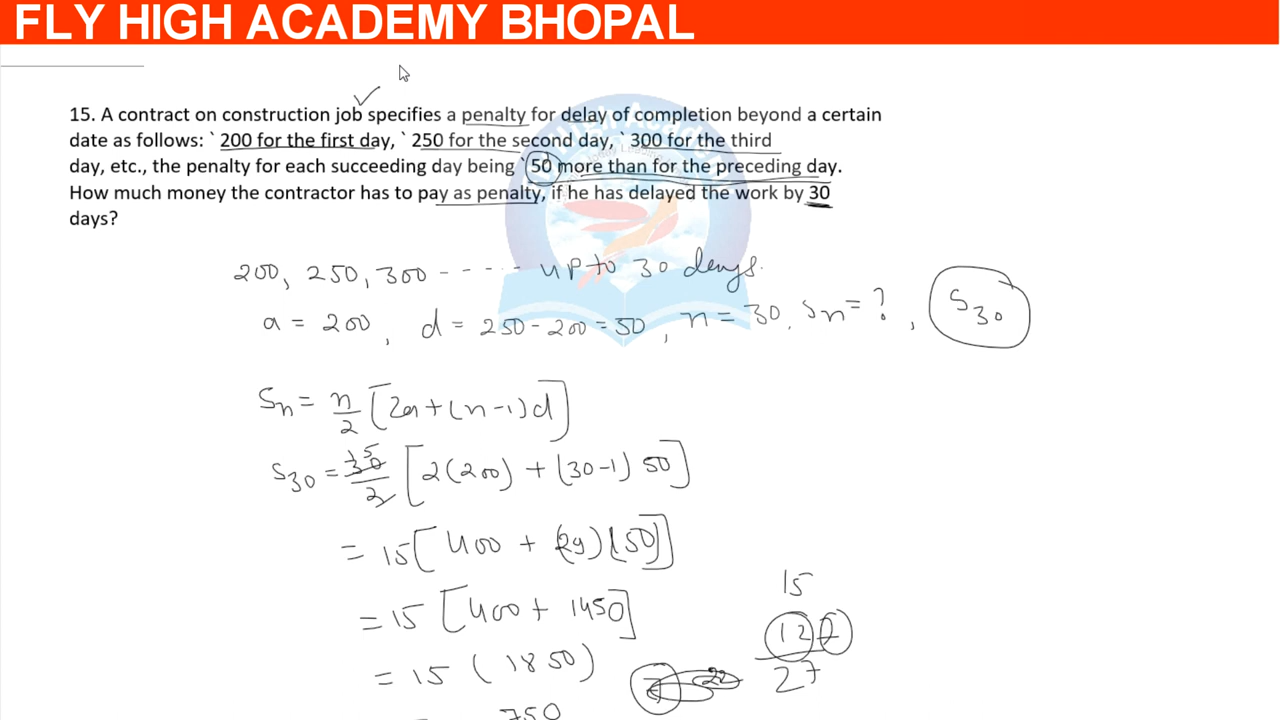 FLY HIGH ACADEMY BHOPAL
15. A contract on construction job specifies a penalty for delay of completion beyond a certain
date as follows: ` 200 for the first day, ` 250 for the second day, ` 300 for the third
day, etc., the penalty for each succeeding day being ` 50 more than for the preceding day.
How much money the contractor has to pay as penalty, if he has delayed the work by 30
days?
200, 250, 300 ----- up to 30 days.
a = 200, d = 250-200=50, n = 30, Sn = ?, S30
Sn = n/2 [2a+(n-1)d]
S30 = 30/2 [2(200) + (30-1) 50]
15
= 15[400 + (29)(50)]
= 15 [400 + 1450]
= 15 (1850)
750
15
12 2
27